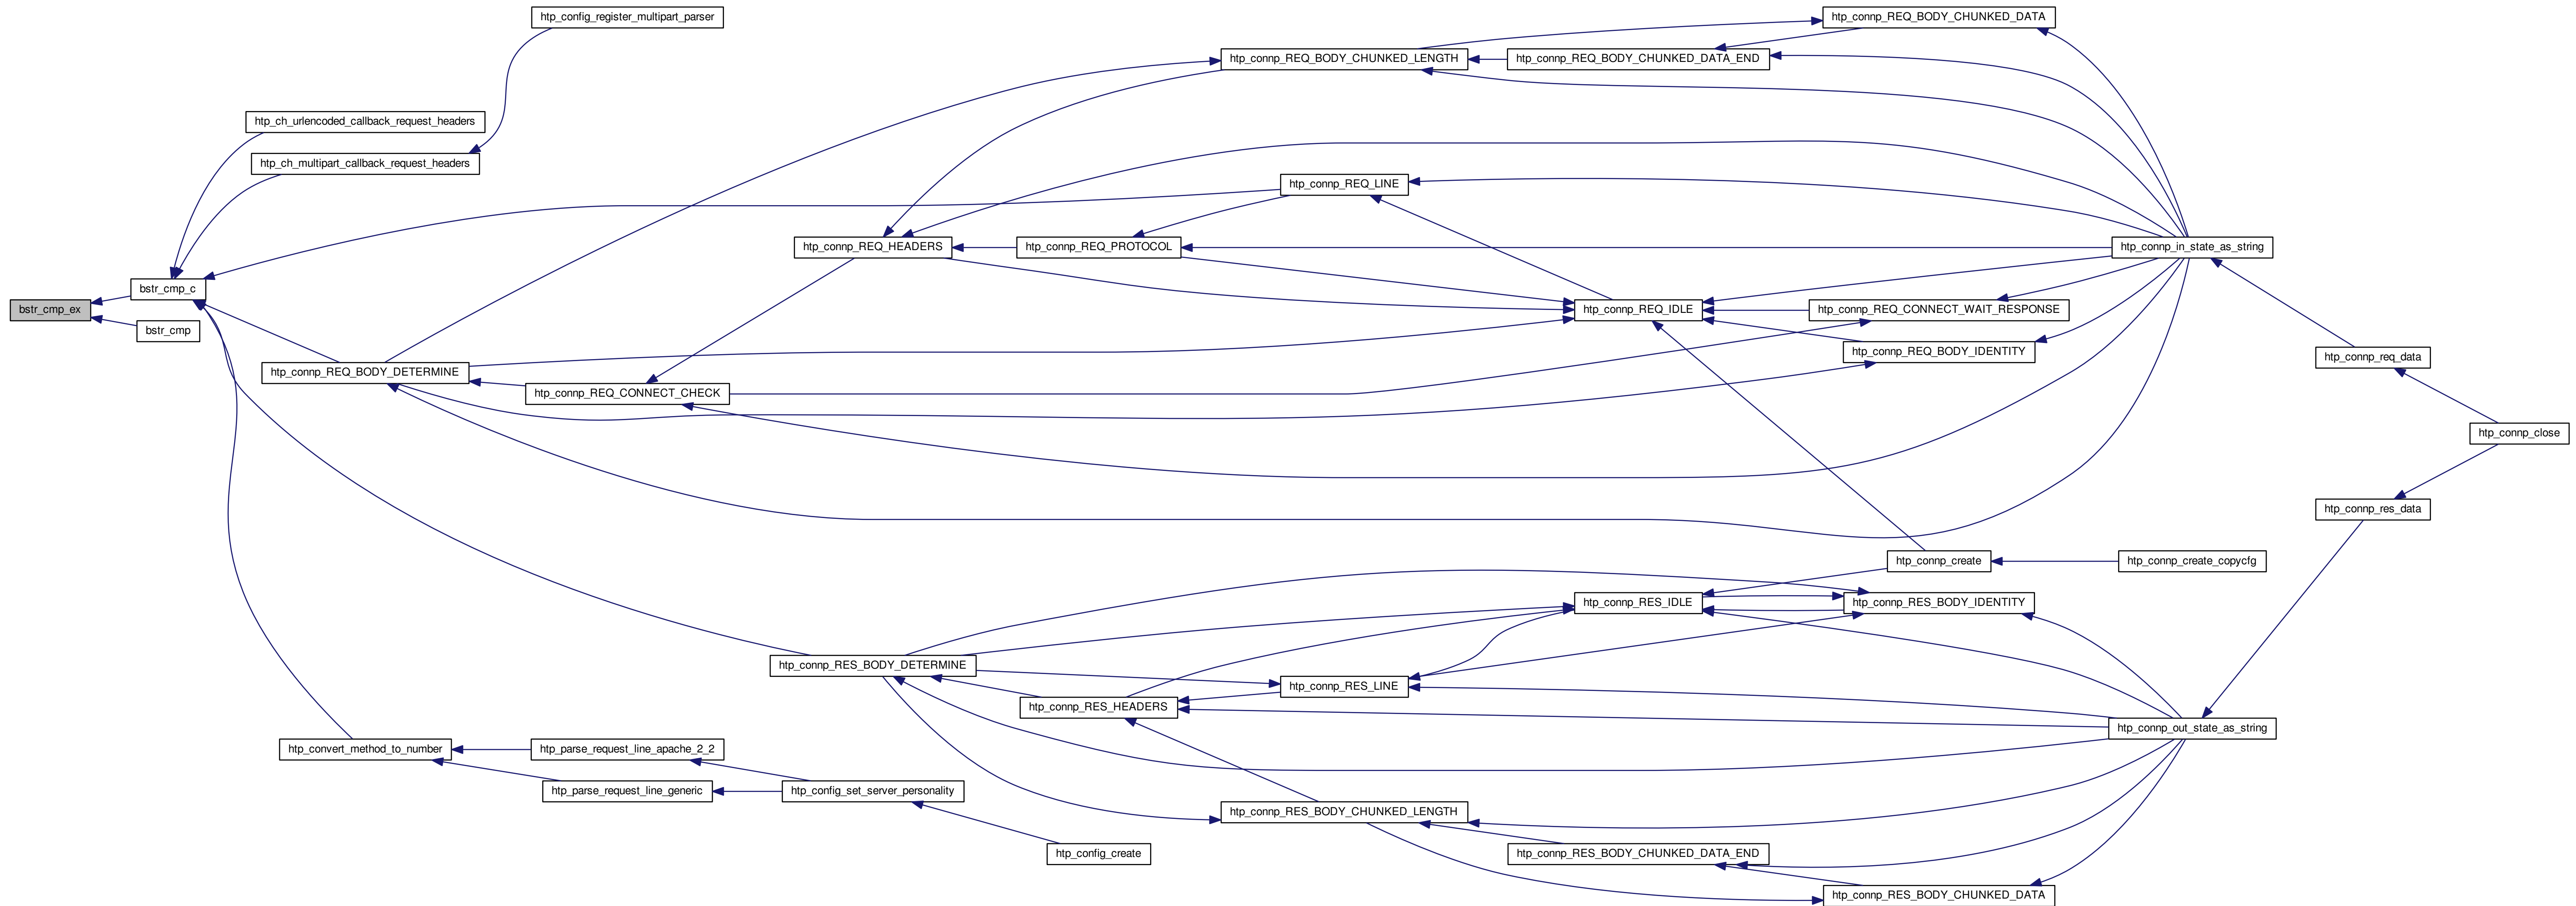 htp_config_register_multipart_parser
htp_connp_REQ_BODY_CHUNKED_DATA
htp_connp_REQ_BODY_CHUNKED_LENGTH
htp_connp_REQ_BODY_CHUNKED_DATA_END
htp_ch_urlencoded_callback_request_headers
htp_ch_multipart_callback_request_headers
htp_connp_REQ_LINE
htp_connp_REQ_HEADERS
htp_connp_REQ_PROTOCOL
htp_connp_in_state_as_string
bstr_cmp_c
bstr_cmp_ex
htp_connp_REQ_IDLE
htp_connp_REQ_CONNECT_WAIT_RESPONSE
bstr_cmp
htp_connp_REQ_BODY_IDENTITY
htp_connp_req_data
htp_connp_REQ_BODY_DETERMINE
htp_connp_REQ_CONNECT_CHECK
htp_connp_close
htp_connp_res_data
htp_connp_create
htp_connp_create_copycfg
htp_connp_RES_IDLE
htp_connp_RES_BODY_IDENTITY
htp_connp_RES_BODY_DETERMINE
htp_connp_RES_LINE
htp_connp_RES_HEADERS
htp_connp_out_state_as_string
htp_convert_method_to_number
htp_parse_request_line_apache_2_2
htp_parse_request_line_generic
htp_config_set_server_personality
htp_connp_RES_BODY_CHUNKED_LENGTH
htp_config_create
htp_connp_RES_BODY_CHUNKED_DATA_END
htp_connp_RES_BODY_CHUNKED_DATA